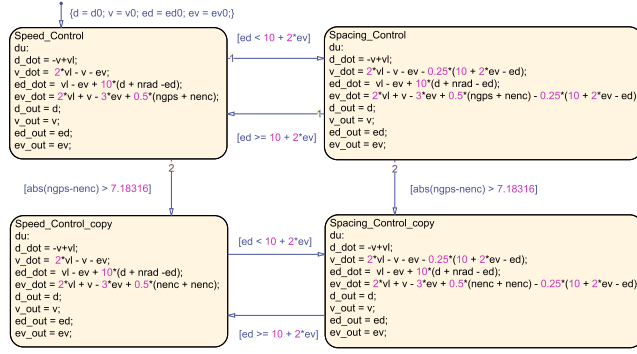 {d = d0; v = v0; ed = ed0; ev = ev0;}
Speed_Control
du:
d_dot = -v+vl;
v_dot =  2*vl - v - ev;
ed_dot =  vl - ev + 10*(d + nrad -ed);
ev_dot = 2*vl + v - 3*ev + 0.5*(ngps + nenc);
d_out = d;
v_out = v;
ed_out = ed;
ev_out = ev;
[ed < 10 + 2*ev]
1
1
[ed >= 10 + 2*ev]
Spacing_Control
du:
d_dot = -v+vl;
v_dot = 2*vl - v - ev - 0.25*(10 + 2*ev - ed);
ed_dot = vl - ev + 10*(d + nrad -ed);
ev_dot = 2*vl + v - 3*ev + 0.5*(ngps + nenc) - 0.25*(10 + 2*ev - ed)
d_out = d;
v_out = v;
ed_out = ed;
ev_out = ev;
2
[abs(ngps-nenc) > 7.18316]
2
[abs(ngps-nenc) > 7.18316]
Speed_Control_copy
du:
d_dot = -v+vl;
v_dot =  2*vl - v - ev;
ed_dot =  vl - ev + 10*(d + nrad -ed);
ev_dot = 2*vl + v - 3*ev + 0.5*(nenc + nenc);
d_out = d;
v_out = v;
ed_out = ed;
ev_out = ev;
[ed < 10 + 2*ev]
[ed >= 10 + 2*ev]
Spacing_Control_copy
du:
d_dot = -v+vl;
v_dot = 2*vl - v - ev - 0.25*(10 + 2*ev - ed);
ed_dot = vl - ev + 10*(d + nrad -ed);
ev_dot = 2*vl + v - 3*ev + 0.5*(nenc + nenc) - 0.25*(10 + 2*ev - ed)
d_out = d;
v_out = v;
ed_out = ed;
ev_out = ev;